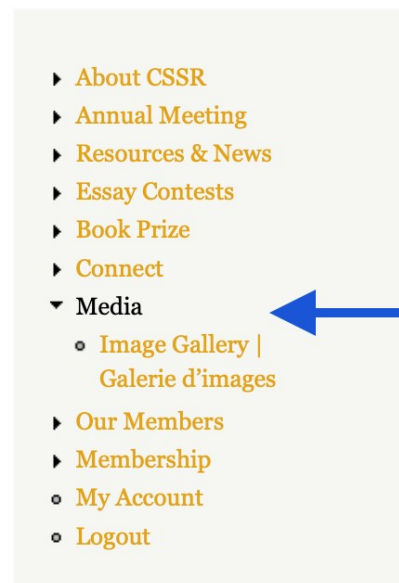 About CSSR
Annual Meeting
Resources & News
Essay Contests
Book Prize
Connect
Media
Image Gallery |
Galerie d’images
Our Members
Membership
My Account
Logout